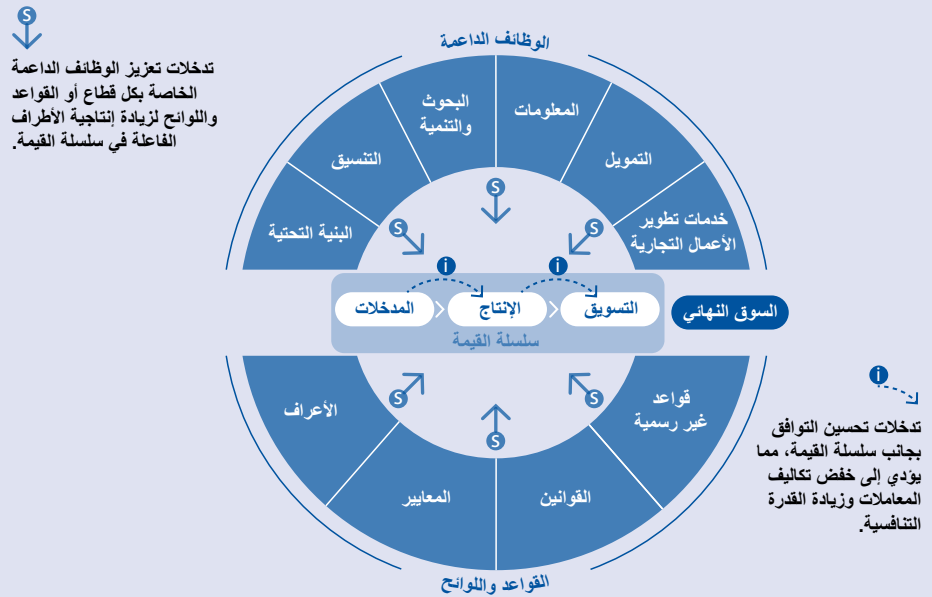 S
تدخلات تعزيز الوظائف الداعمة
الخاصة بكل قطاع أو القواعد
واللوائح لزيادة إنتاجية الأطراف
الفاعلة في سلسلة القيمة.
الوظائف الداعمة
المعلومات
البحوث
والتنمية
التمويل
التنسيق
خدمات تطوير
الأعمال التجارية
البنية التحتية
S
S
S
i
i
السوق النهائي
التسويق
الإنتاج
المدخلات
سلسلة القيمة
S
S
S
قواعد
غير رسمية
الأعراف
القوانين
المعايير
القواعد واللوائح
i
تدخلات تحسين التوافق
بجانب سلسلة القيمة، مما
يؤدي إلى خفض تكاليف
المعاملات وزيادة القدرة
التنافسية.